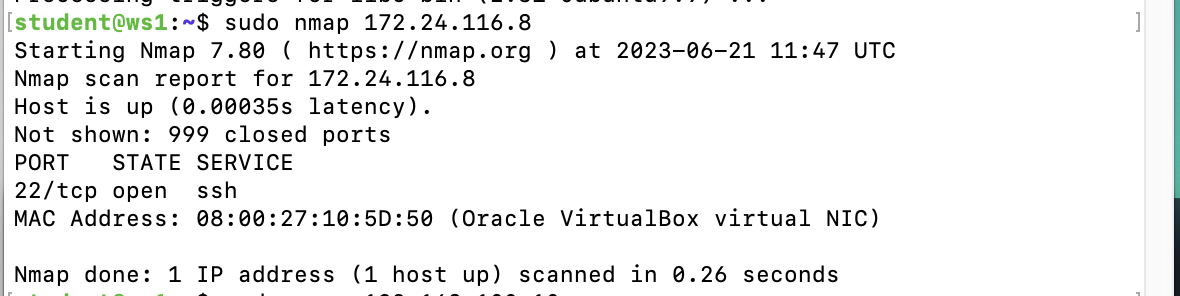 [student@ws1:~$ sudo nmap 172.24.116.8 ]
Starting Nmap 7.80 ( https://nmap.org ) at 2023-06-21 11:47 UTC
Nmap scan report for 172.24.116.8
Host is up (0.00035s latency).
Not shown: 999 closed ports
PORT   STATE SERVICE
22/tcp open  ssh
MAC Address: 08:00:27:10:5D:50 (Oracle VirtualBox virtual NIC)
Nmap done: 1 IP address (1 host up) scanned in 0.26 seconds